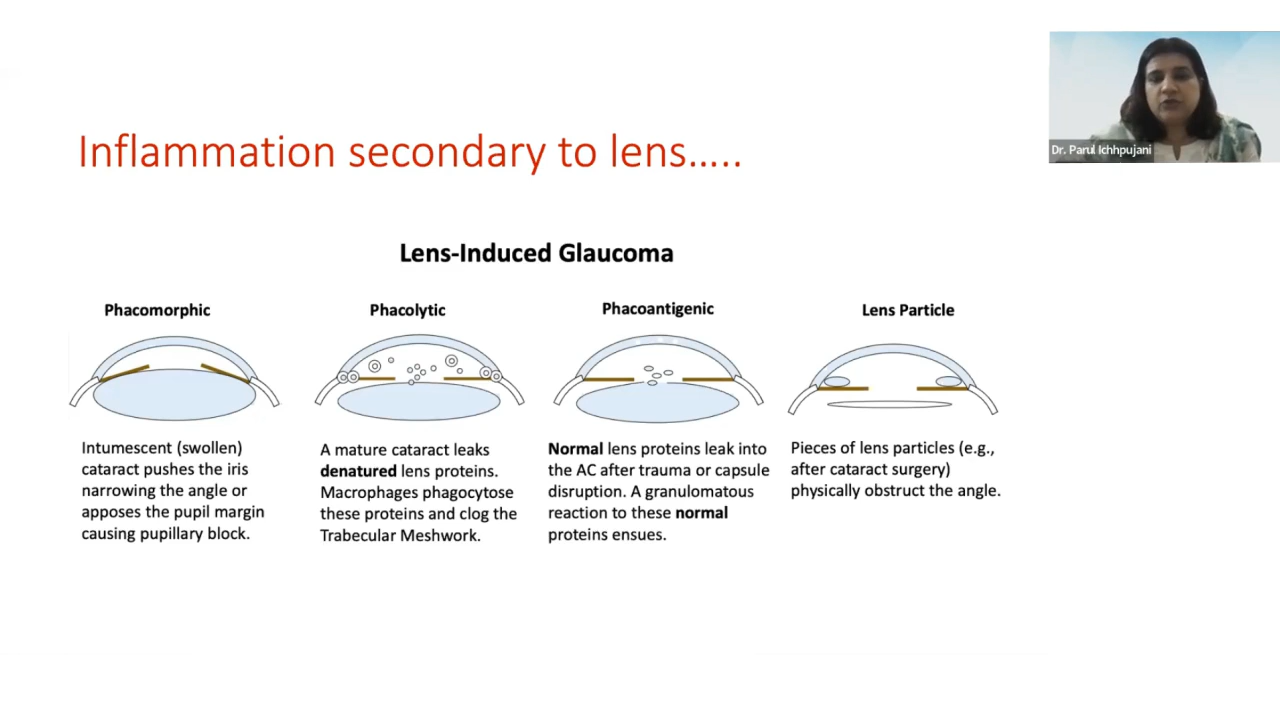 Dr. Parul Ichhpujani
Inflammation secondary to lens.....
Lens-Induced Glaucoma
Phacomorphic
Intumescent (swollen)
cataract pushes the iris
narrowing the angle or
apposes the pupil margin
causing pupillary block.
Phacolytic
A mature cataract leaks
denatured lens proteins.
Macrophages phagocytose
these proteins and clog the
Trabecular Meshwork.
Phacoantigenic
Normal lens proteins leak into
the AC after trauma or capsule
disruption. A granulomatous
reaction to these normal
proteins ensues.
Lens Particle
Pieces of lens particles (e.g.,
after cataract surgery)
physically obstruct the angle.